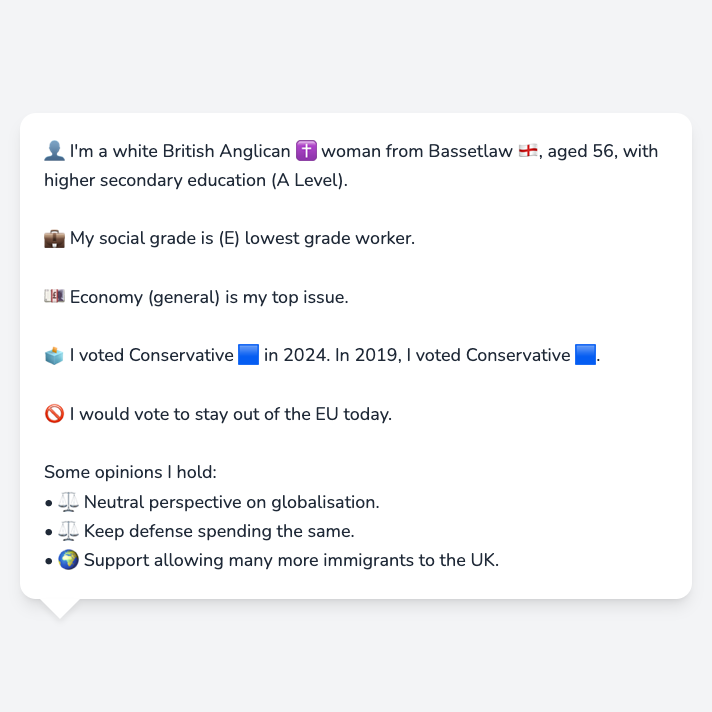 👤 I'm a white British Anglican ✝️ woman from Bassetlaw 🏴󠁧󠁢󠁥󠁮󠁧󠁿, aged 56, with
higher secondary education (A Level).
💼 My social grade is (E) lowest grade worker.
💷 Economy (general) is my top issue.
🗳️ I voted Conservative 🟦 in 2024. In 2019, I voted Conservative 🟦.
🚫 I would vote to stay out of the EU today.
Some opinions I hold:
• ⚖️ Neutral perspective on globalisation.
• ⚖️ Keep defense spending the same.
• 🌍 Support allowing many more immigrants to the UK.